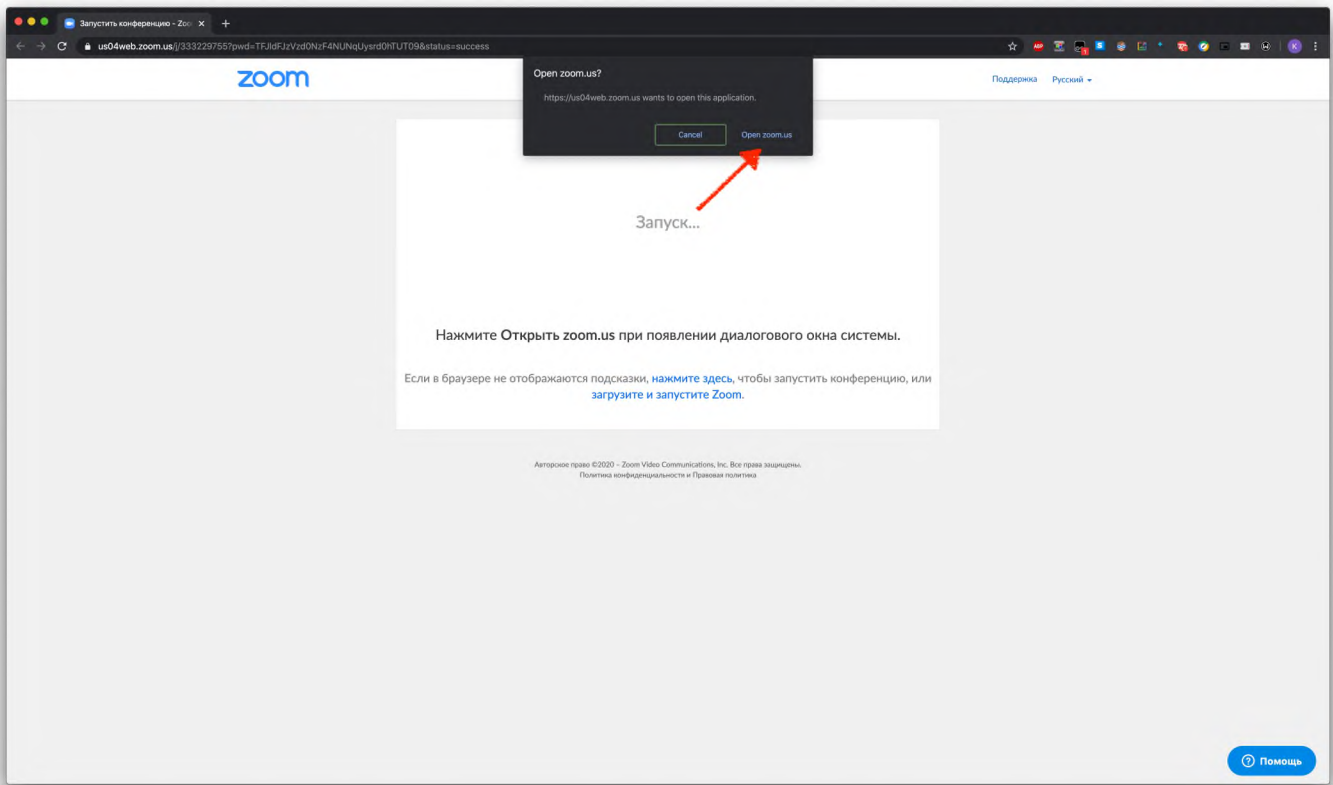 Запустить конференцию - Zoo
us04web.zoom.us/j/333229755?pwd=TFJldFJzVzd0NzF4NUNqUysrd0hTUT09&status=success
zoom
Поддержка Русский
Open zoom.us?
https://us04web.zoom.us wants to open this application.
Cancel Open zoom.us
Запуск...
Нажмите Открыть zoom.us при появлении диалогового окна системы.
Если в браузере не отображаются подсказки, нажмите здесь, чтобы запустить конференцию, или
загрузите и запустите Zoom.
Авторское право ©2020 - Zoom Video Communications, Inc. Все права защищены.
Политика конфиденциальности и Правовая политика
Помощь